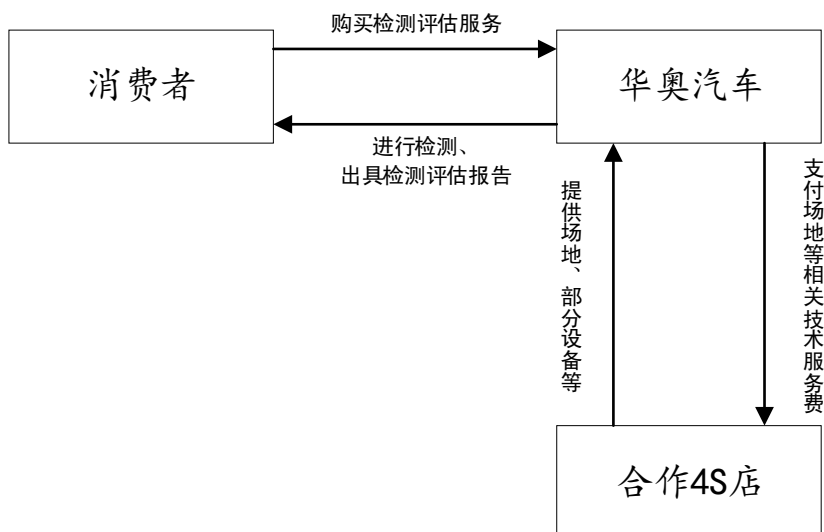 购买检测评估服务
消费者
华奥汽车
进行检测、
出具检测评估报告
提供场地、部分设备等
支付场地等相关技术服务费
合作4S店